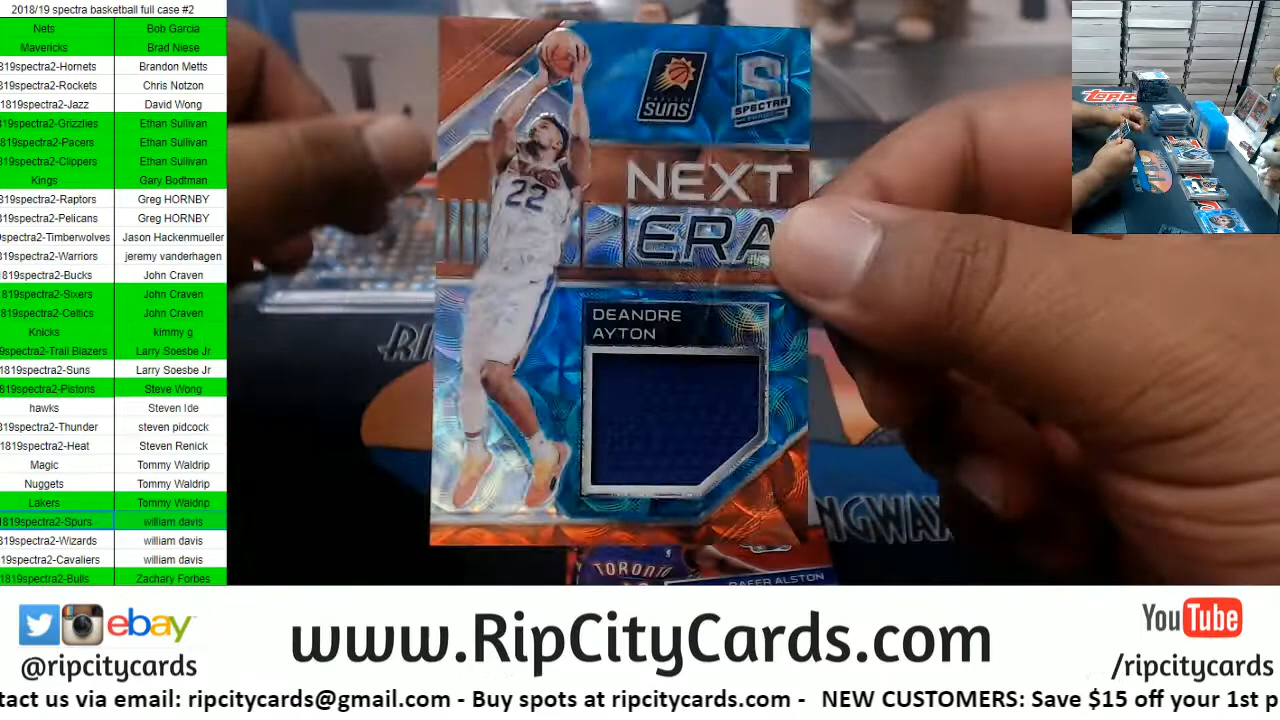 2018/19 spectra basketball full case #2
Nets Bob Garcia
Mavericks Brad Niese
819spectra2-Hornets Brandon Metts
819spectra2-Rockets Chris Notzon
1819spectra2-Jazz David Wong
819spectra2-Grizzlies Ethan Sullivan
819spectra2-Pacers Ethan Sullivan
819spectra2-Clippers Ethan Sullivan
Kings Gary Bodtman
819spectra2-Raptors Greg HORNBY
819spectra2-Pelicans Greg HORNBY
spectra2-Timberwolves Jason Hackenmueller
819spectra2-Warriors jeremy vanderhagen
1819spectra2-Bucks John Craven
819spectra2-Sixers John Craven
819spectra2-Celtics John Craven
Knicks kimmy g
9spectra2-Trail Blazers Larry Soesbe Jr
1819spectra2-Suns Larry Soesbe Jr
819spectra2-Pistons Steve Wong
hawks Steven Ide
819spectra2-Thunder steven pidcock
1819spectra2-Heat Steven Renick
Magic Tommy Waldrip
Nuggets Tommy Waldrip
Lakers Tommy Waldrip
1819spectra2-Spurs william davis
819spectra2-Wizards william davis
19spectra2-Cavaliers william davis
1819spectra2-Bulls Zachary Forbes
SUNS
S
SPECTRA
NEXT
ERA
22
DEANDRE
AYTON
RI
NGWAX
TORONTO
RAFER ALSTON
TOPPS
ebay
@ripcitycards
www.RipCityCards.com
YouTube
/ripcitycards
tact us via email: ripcitycards@gmail.com - Buy spots at ripcitycards.com - NEW CUSTOMERS: Save $15 off your 1st p